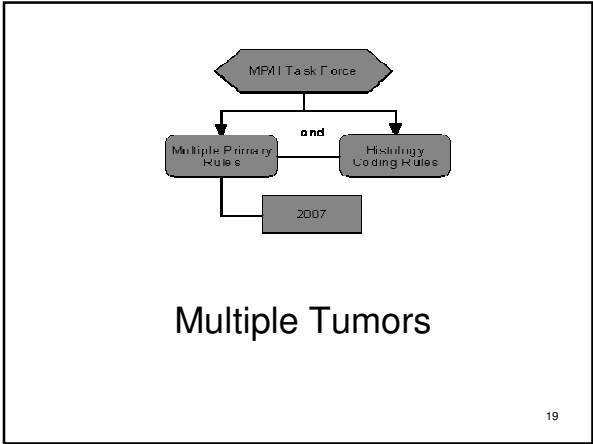 MP/H Task Force
and
Multiple Primary
Rules
Histology
Coding Rules
2007
Multiple Tumors
19